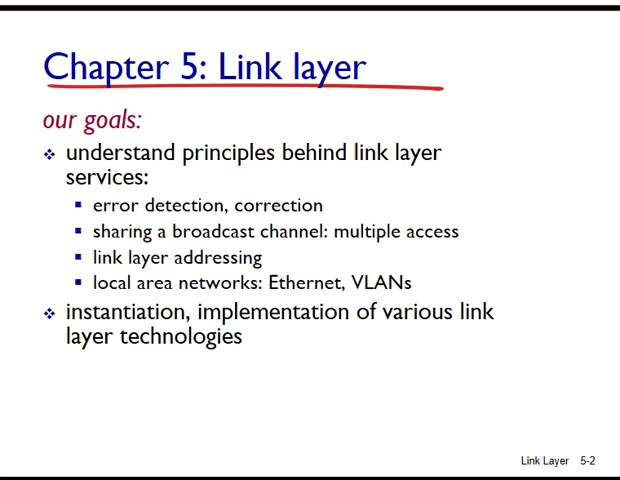 Chapter 5: Link layer
our goals:
❖ understand principles behind link layer
services:
▪ error detection, correction
▪ sharing a broadcast channel: multiple access
▪ link layer addressing
▪ local area networks: Ethernet, VLANs
❖ instantiation, implementation of various link
layer technologies
Link Layer 5-2